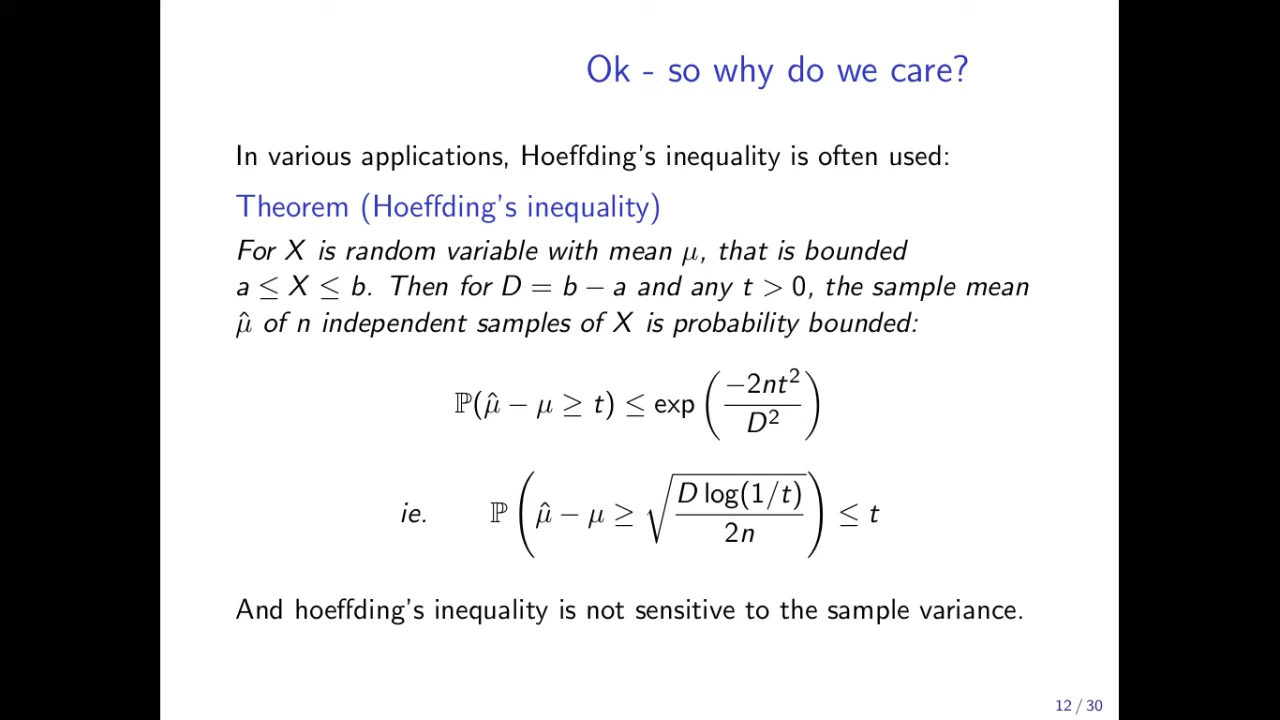 Ok - so why do we care?
In various applications, Hoeffding's inequality is often used:
Theorem (Hoeffding's inequality)
For X is random variable with mean μ, that is bounded
a ≤ X ≤ b. Then for D = b − a and any t > 0, the sample mean
μ̂ of n independent samples of X is probability bounded:
ℙ(μ̂ − μ ≥ t) ≤ exp(−2nt²/D²)
ie. ℙ(μ̂ − μ ≥ √(D log(1/t)/2n)) ≤ t
And hoeffding's inequality is not sensitive to the sample variance.
12 / 30